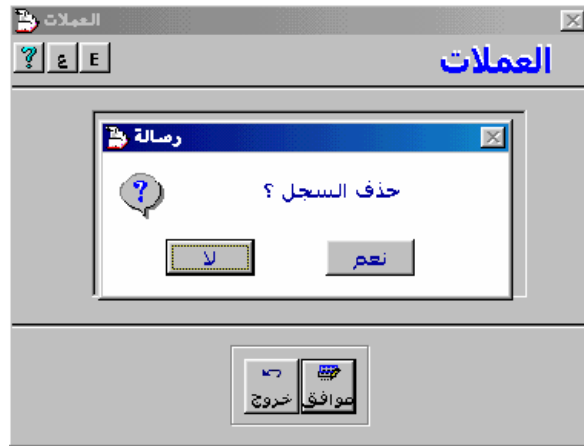 العملات
? ع E
العملات
رسالة
حذف السجل ؟
نعم لا
موافق خروج